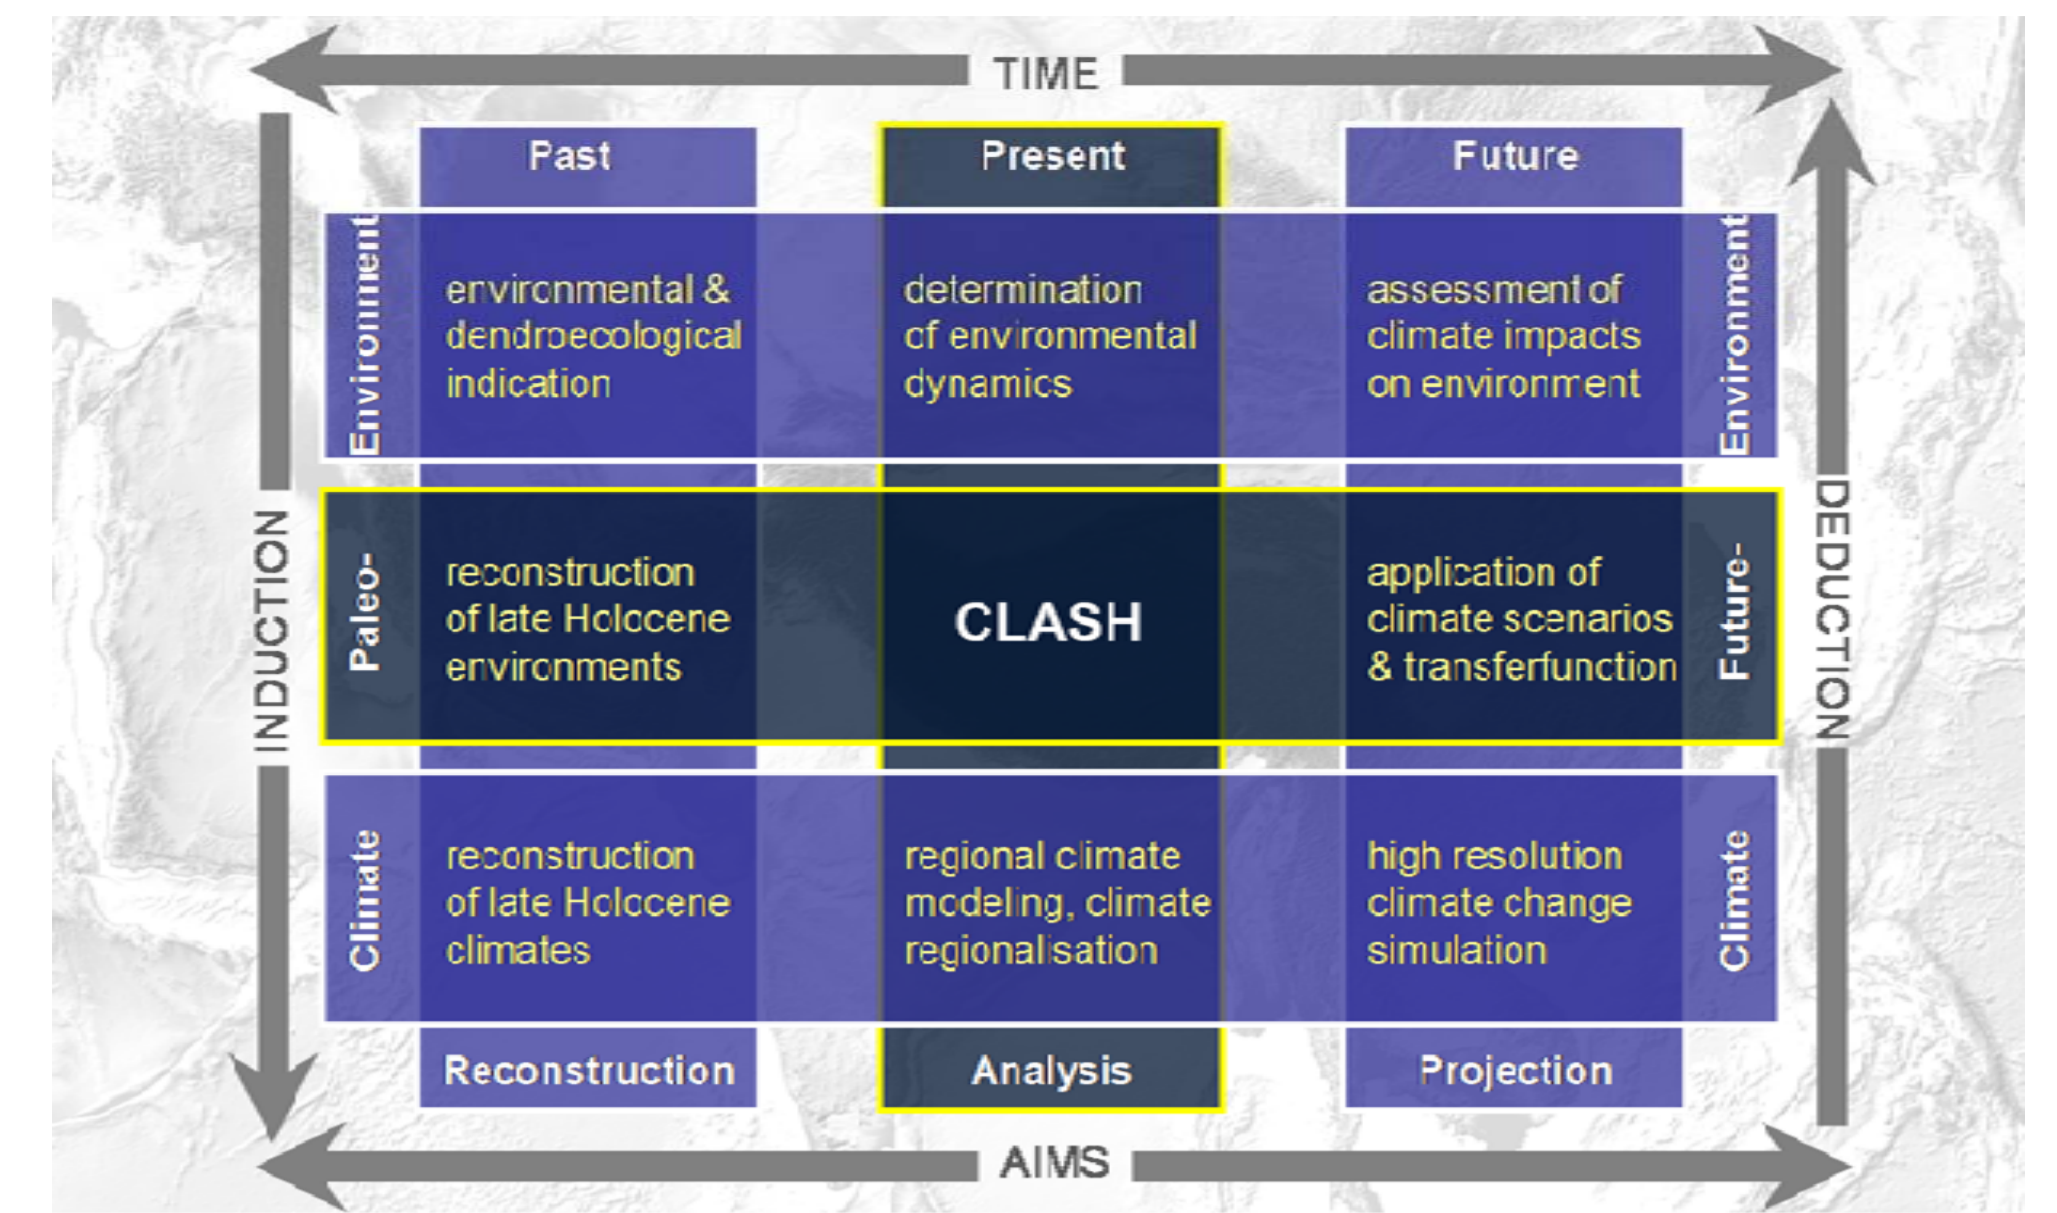 TIME
Past
Present
Future
INDUCTION
DEDUCTION
Environment
environmental &
dendroecological
indication
determination
of environmental
dynamics
assessment of
climate impacts
on environment
Environment
Paleo-
reconstruction
of late Holocene
environments
CLASH
application of
climate scenarios
& transferfunction
Future-
Climate
reconstruction
of late Holocene
climates
regional climate
modeling, climate
regionalisation
high resolution
climate change
simulation
Climate
Reconstruction
Analysis
Projection
AIMS